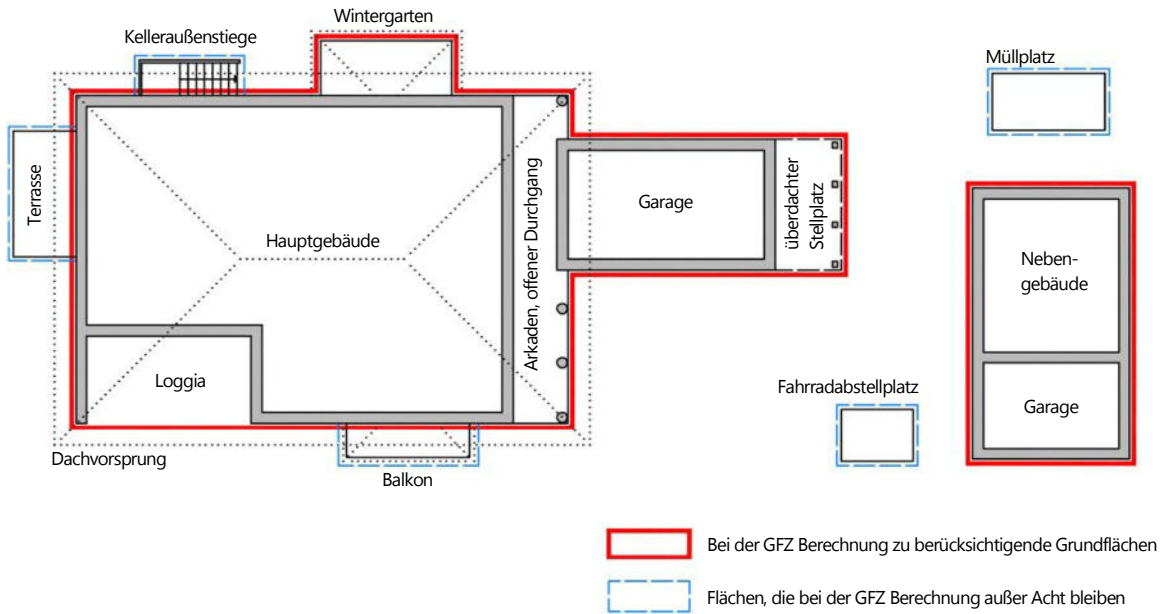 Wintergarten
Kelleraußenstiege
Müllplatz
Terrasse
Hauptgebäude
Arkaden, offener Durchgang
Garage
überdachter
Stellplatz
Neben-
gebäude
Loggia
Fahrradabstellplatz
Garage
Dachvorsprung
Balkon
Bei der GFZ Berechnung zu berücksichtigende Grundflächen
Flächen, die bei der GFZ Berechnung außer Acht bleiben